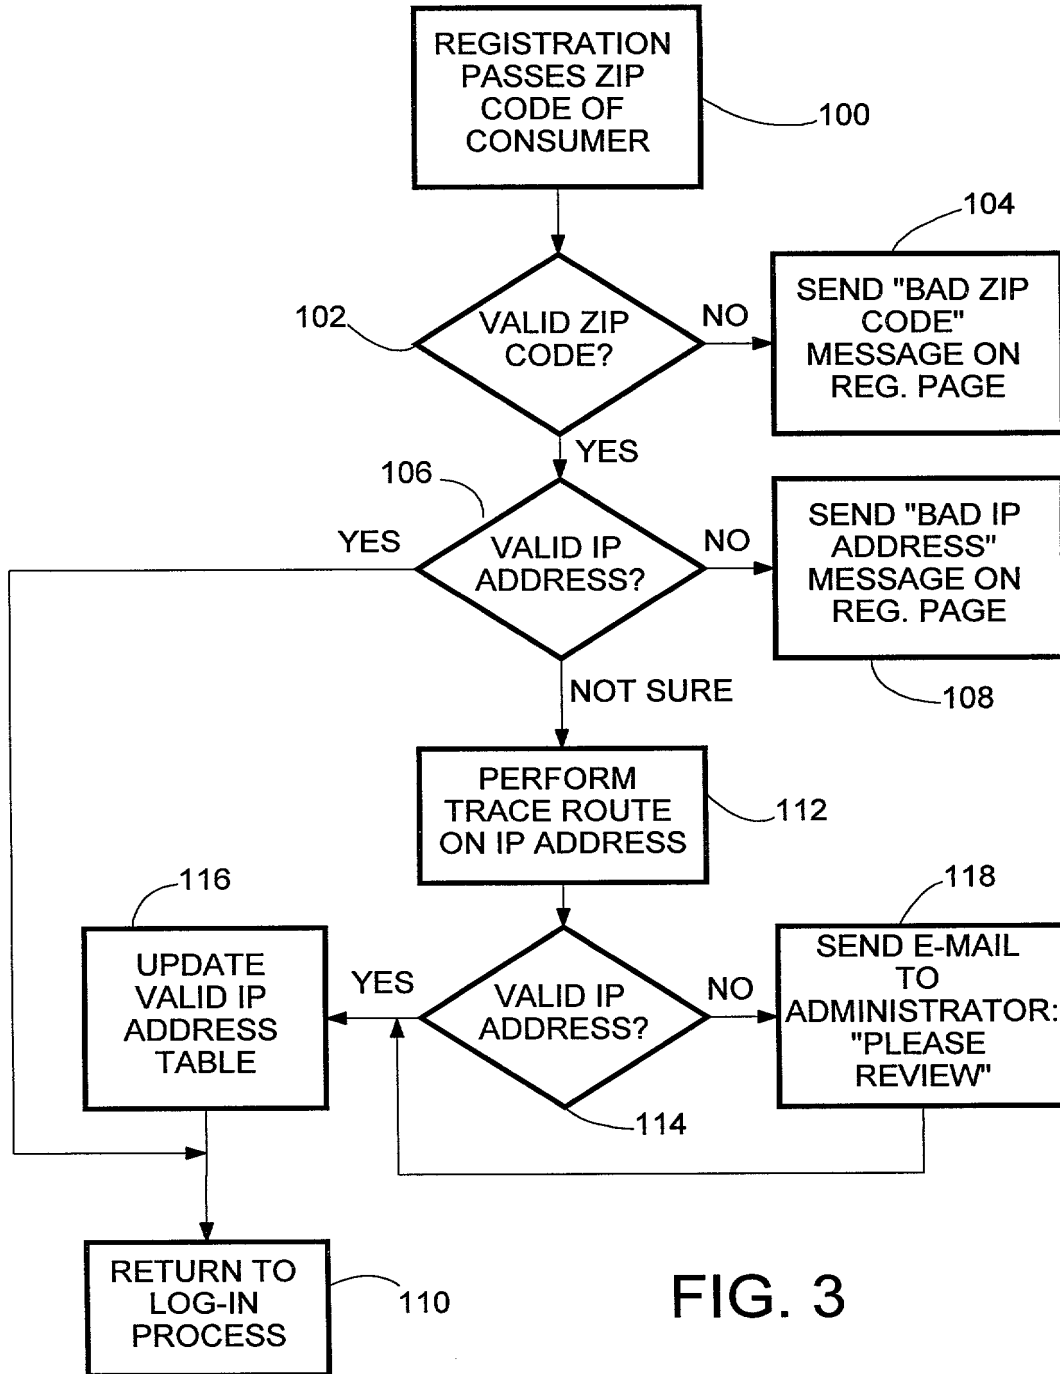 REGISTRATION
PASSES ZIP
CODE OF
CONSUMER
100
104
102
VALID ZIP
CODE?
NO
SEND "BAD ZIP
CODE"
MESSAGE ON
REG. PAGE
YES
106
YES
VALID IP
ADDRESS?
NO
SEND "BAD IP
ADDRESS"
MESSAGE ON
REG. PAGE
108
NOT SURE
PERFORM
TRACE ROUTE
ON IP ADDRESS
112
116
118
UPDATE
VALID IP
ADDRESS
TABLE
YES
VALID IP
ADDRESS?
NO
SEND E-MAIL
TO
ADMINISTRATOR:
"PLEASE
REVIEW"
114
RETURN TO
LOG-IN
PROCESS
110
FIG. 3